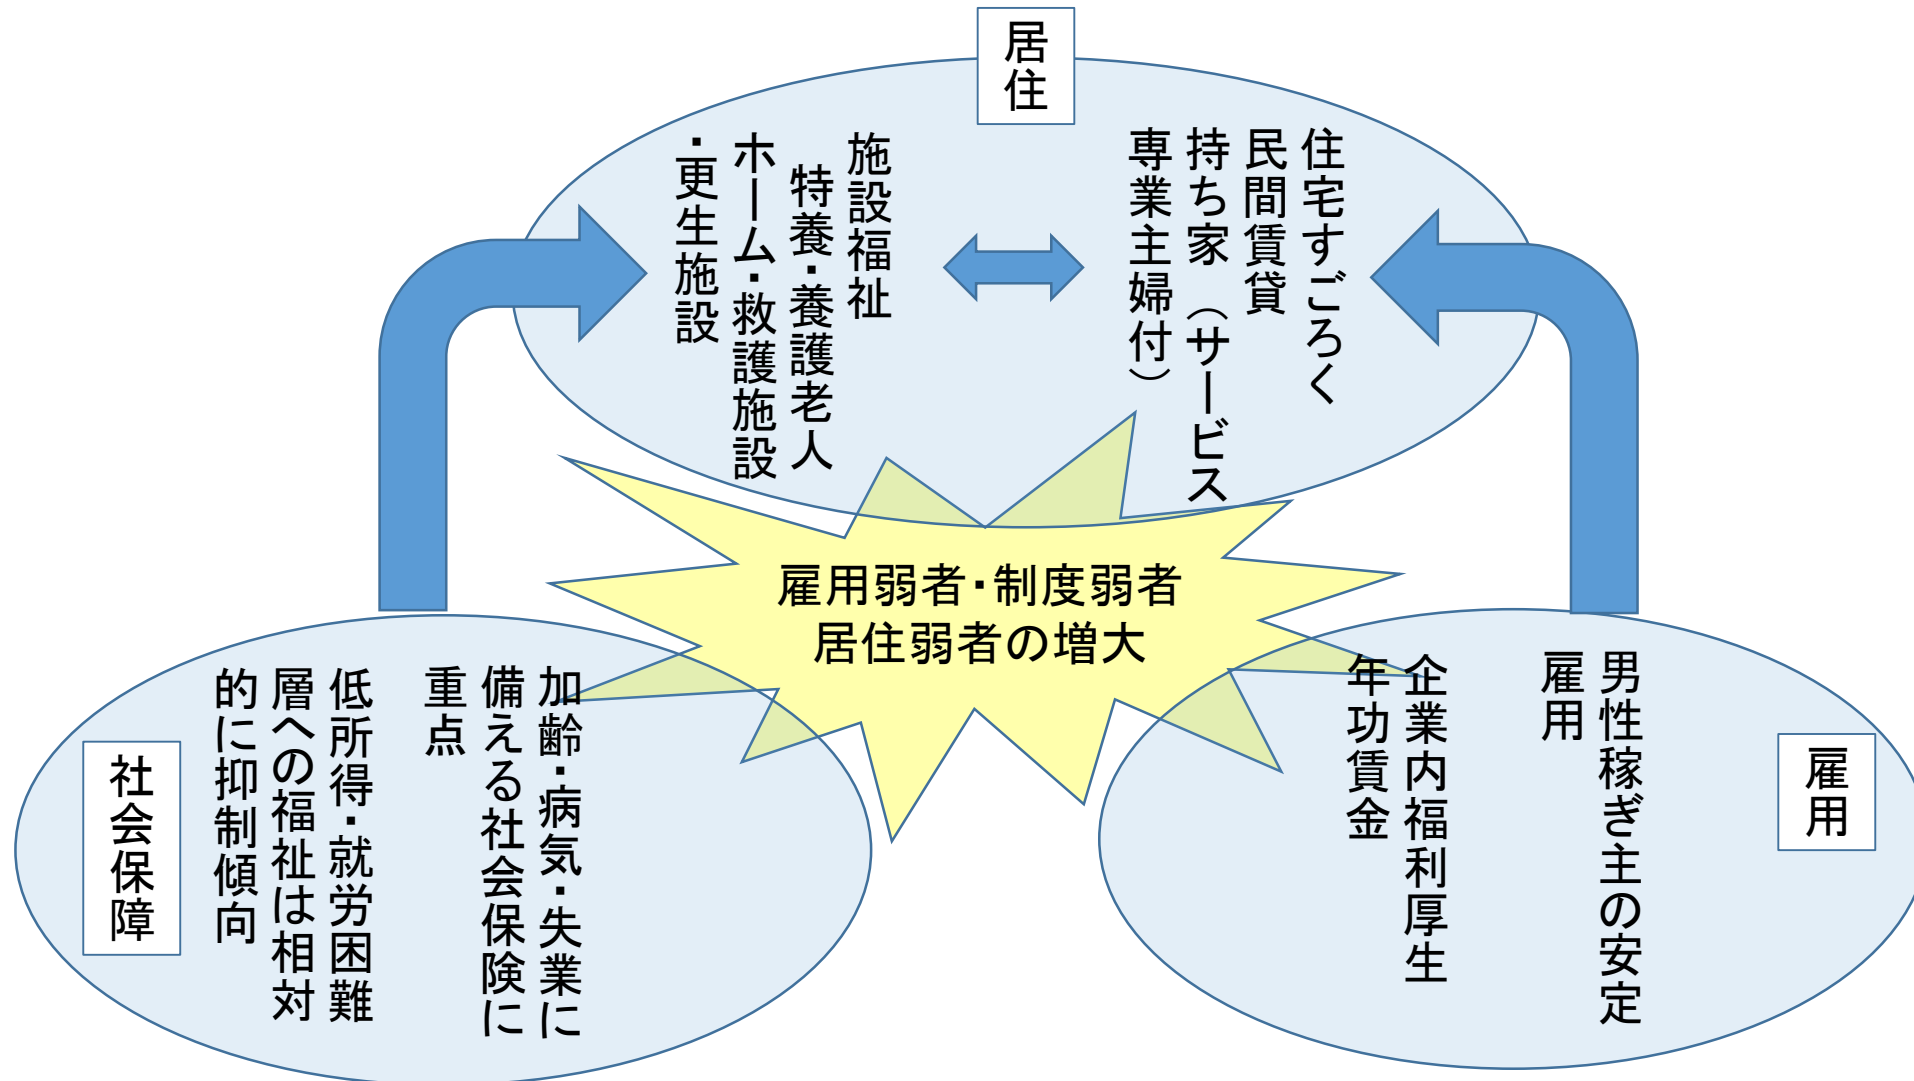 居住
住宅すごろく
民間賃貸
持ち家（サービス
専業主婦付）
施設福祉
特養・養護老人
ホーム・救護施設
・更生施設
雇用弱者・制度弱者
居住弱者の増大
雇用
男性稼ぎ主の安定
雇用
企業内福利厚生
年功賃金
加齢・病気・失業に
備える社会保険に
重点
低所得・就労困難
層への福祉は相対
的に抑制傾向
社会保障